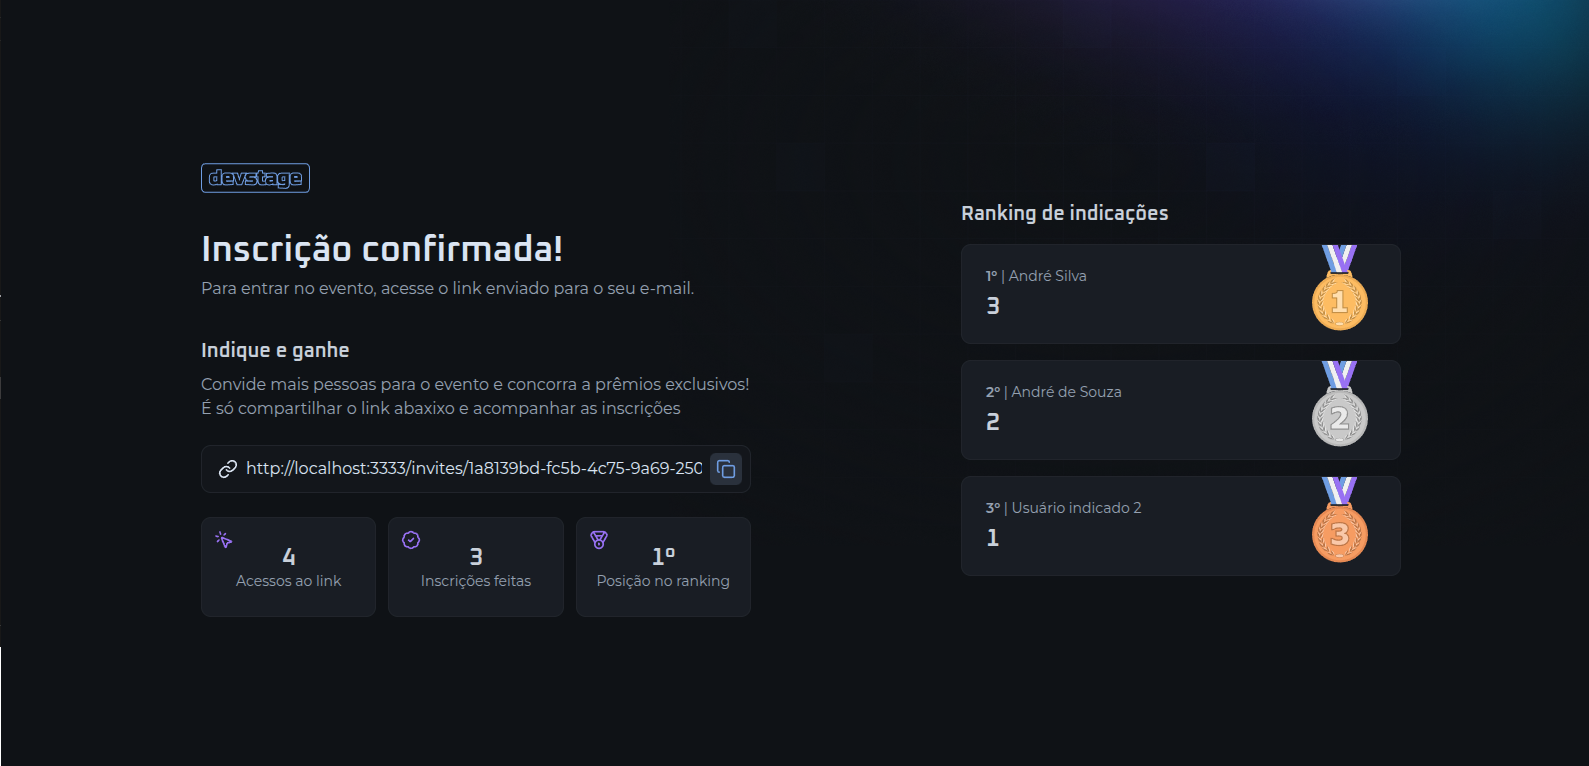 devstage
Inscrição confirmada!
Para entrar no evento, acesse o link enviado para o seu e-mail.
Indique e ganhe
Convide mais pessoas para o evento e concorra a prêmios exclusivos!
É só compartilhar o link abaxixo e acompanhar as inscrições
http://localhost:3333/invites/1a8139bd-fc5b-4c75-9a69-250
4
Acessos ao link
3
Inscrições feitas
1º
Posição no ranking
Ranking de indicações
1º | André Silva
3
1
2º | André de Souza
2
2
3º | Usuário indicado 2
1
3